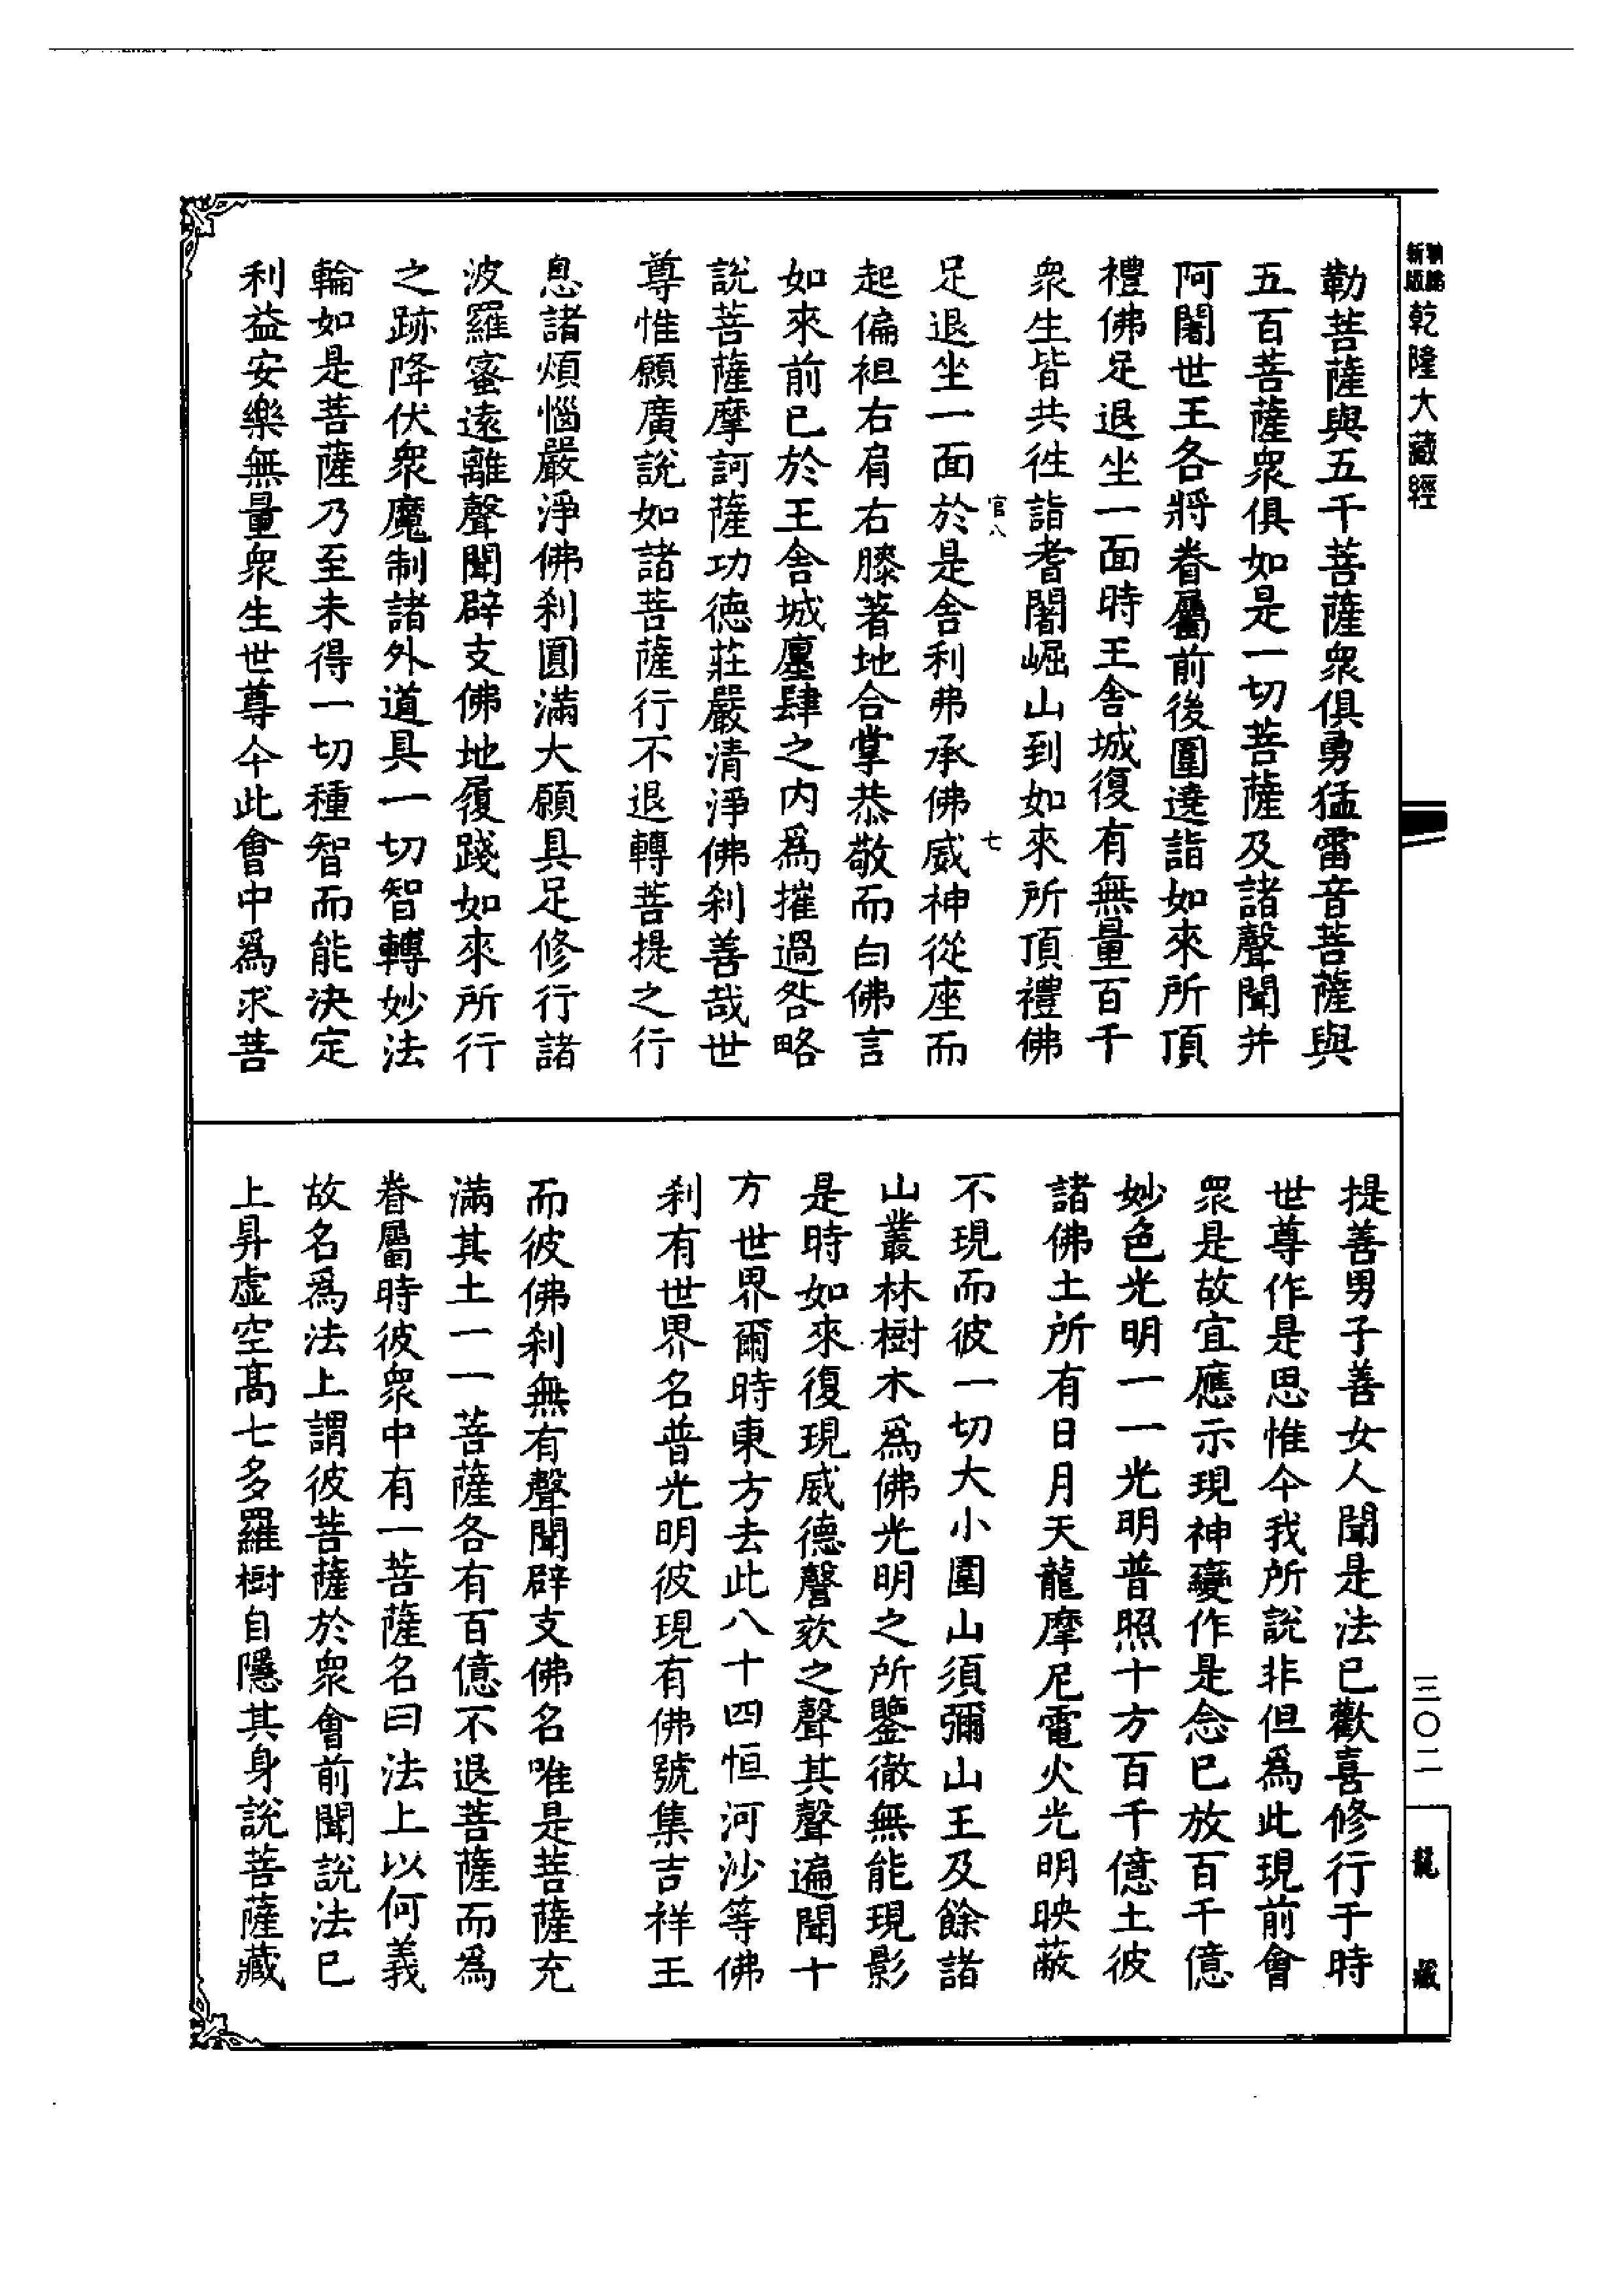 新版
乾隆大藏經
勒菩薩與五千菩薩衆俱勇猛雷音菩薩與
五百菩薩衆俱如是一切菩薩及諸聲聞并
阿闍世王各將眷屬前後圍遶詣如來所頂
禮佛足退坐一面時王舍城復有無量百千
衆生皆共往詣耆闍崛山到如來所頂禮佛
官八
七
足退坐一面於是舍利弗承佛威神從座而
起偏袒右肩右膝著地合掌恭敬而白佛言
如來前已於王舍城廛肆之內爲摧過咎略
說菩薩摩訶薩功德莊嚴清淨佛刹善哉世
尊惟願廣說如諸菩薩行不退轉菩提之行
息諸煩惱嚴淨佛刹圓滿大願具足修行諸
波羅蜜遠離聲聞辟支佛地履踐如來所行
之跡降伏衆魔制諸外道具一切智轉妙法
輪如是菩薩乃至未得一切種智而能決定
利益安樂無量衆生世尊今此會中爲求菩
提善男子善女人聞是法已歡喜修行于時
世尊作是思惟今我所說非但爲此現前會
衆是故宜應示現神變作是念已放百千億
妙色光明一一光明普照十方百千億土彼
諸佛土所有日月天龍摩尼電火光明映蔽
不現而彼一切大小圍山須彌山王及餘諸
山叢林樹木爲佛光明之所鑒徹無能現影
是時如來復現威德謦欬之聲其聲遍聞十
方世界爾時東方去此八十四恒河沙等佛
刹有世界名普光明彼現有佛號集吉祥王
而彼佛刹無有聲聞辟支佛名唯是菩薩充
滿其土一一菩薩各有百億不退菩薩而爲
眷屬時彼衆中有一菩薩名曰法上以何義
故名爲法上謂彼菩薩於衆會前聞說法已
上昇虛空高七多羅樹自隱其身說菩薩藏
三〇二
龍藏